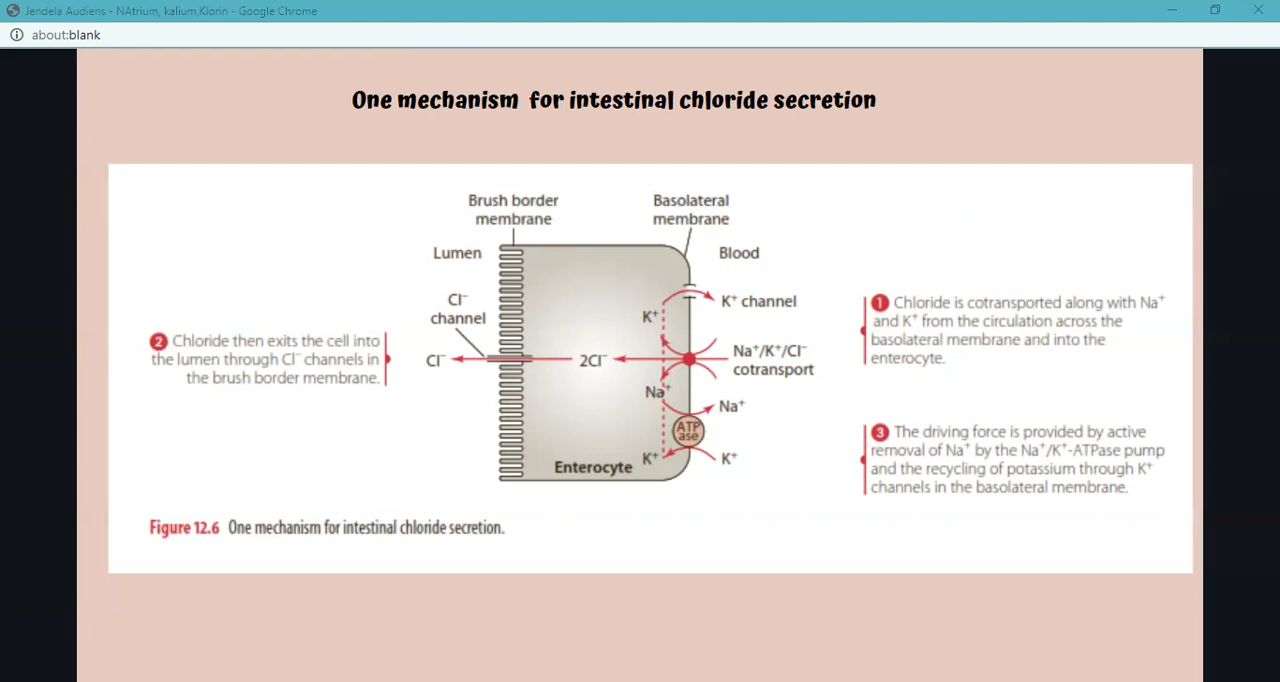 Jendela Audiens - NAtrium, kalium,Klorin - Google Chrome
about:blank
One mechanism for intestinal chloride secretion
Brush border
membrane
Basolateral
membrane
Lumen
Blood
Cl⁻
channel
K⁺
K⁺ channel
Cl⁻
2Cl⁻
Na⁺/K⁺/Cl⁻
cotransport
Na⁺
Na⁺
ATP
ase
K⁺
K⁺
Enterocyte
1 Chloride is cotransported along with Na⁺
and K⁺ from the circulation across the
basolateral membrane and into the
enterocyte.
2 Chloride then exits the cell into
the lumen through Cl⁻ channels in
the brush border membrane.
3 The driving force is provided by active
removal of Na⁺ by the Na⁺/K⁺-ATPase pump
and the recycling of potassium through K⁺
channels in the basolateral membrane.
Figure 12.6 One mechanism for intestinal chloride secretion.